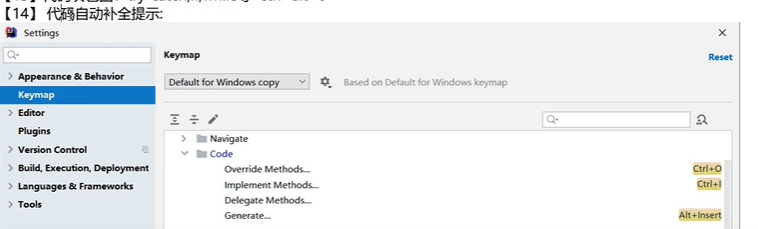 【14】 代码自动补全提示:
Settings
Keymap
Reset
Appearance & Behavior
Keymap
Editor
Plugins
Version Control
Build, Execution, Deployment
Languages & Frameworks
Tools
Default for Windows copy
Based on Default for Windows keymap
Navigate
Code
Override Methods... Ctrl+O
Implement Methods... Ctrl+I
Delegate Methods...
Generate... Alt+Insert